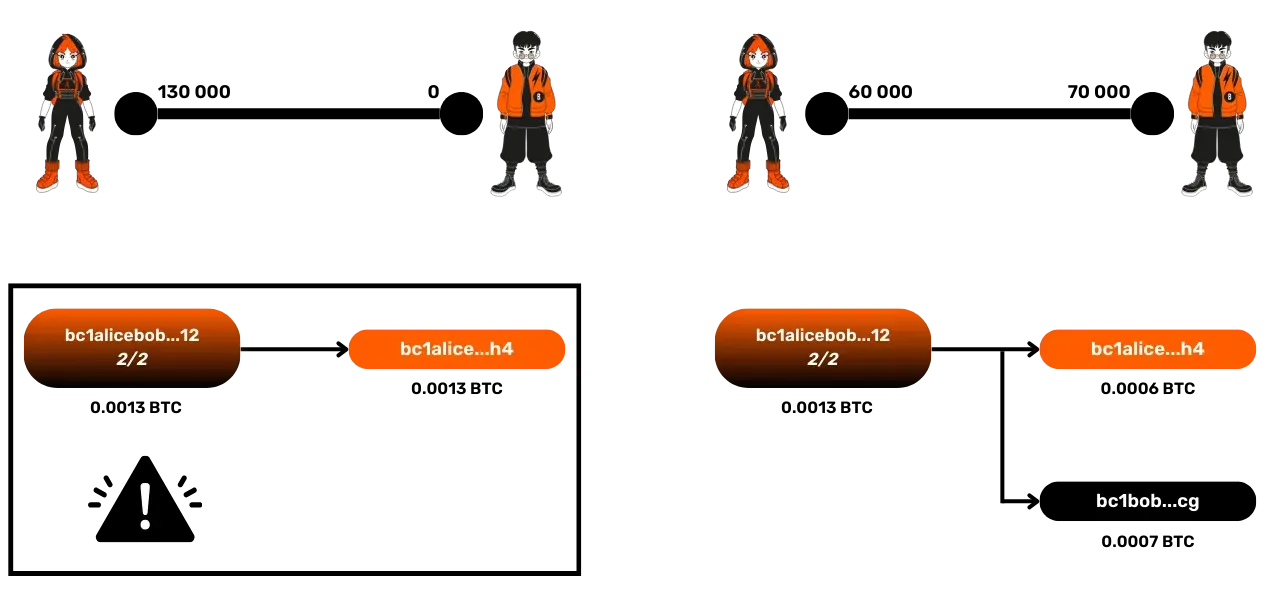 130 000
0
60 000
70 000
bc1alicebob...12
2/2
0.0013 BTC
bc1alice...h4
0.0013 BTC
bc1alicebob...12
2/2
0.0013 BTC
bc1alice...h4
0.0006 BTC
bc1bob...cg
0.0007 BTC